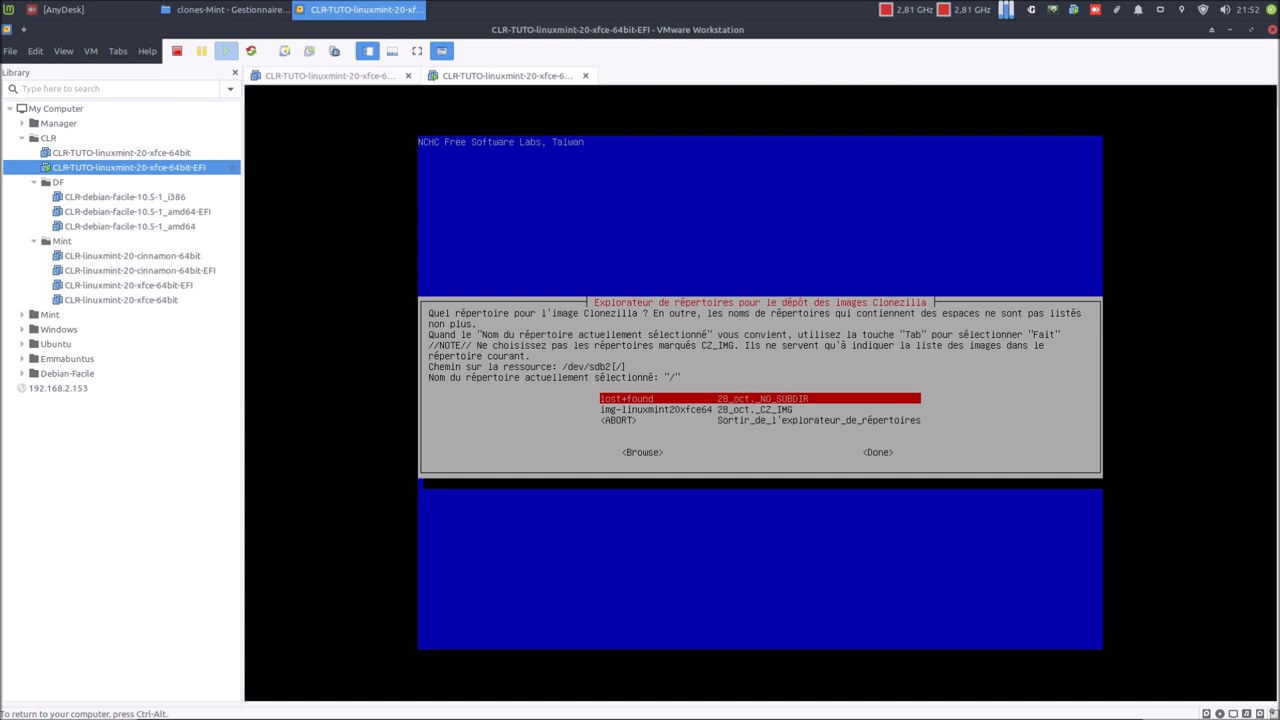 [AnyDesk]
clones-Mint - Gestionnaire...
CLR-TUTO-linuxmint-20-xf...
2,81 GHz
2,81 GHz
21:52
CLR-TUTO-linuxmint-20-xfce-64bit-EFI - VMware Workstation
File Edit View VM Tabs Help
Library
CLR-TUTO-linuxmint-20-xfce-6...
CLR-TUTO-linuxmint-20-xfce-6...
Type here to search
My Computer
Manager
CLR
CLR-TUTO-linuxmint-20-xfce-64bit
CLR-TUTO-linuxmint-20-xfce-64bit-EFI
DF
CLR-debian-facile-10.5-1_i386
CLR-debian-facile-10.5-1_amd64-EFI
CLR-debian-facile-10.5-1_amd64
Mint
CLR-linuxmint-20-cinnamon-64bit
CLR-linuxmint-20-cinnamon-64bit-EFI
CLR-linuxmint-20-xfce-64bit-EFI
CLR-linuxmint-20-xfce-64bit
Mint
Windows
Ubuntu
Emmabuntus
Debian-Facile
192.168.2.153
NCHC Free Software Labs, Taiwan
Explorateur de répertoires pour le dépôt des images Clonezilla
Quel répertoire pour l'image Clonezilla ? En outre, les noms de répertoires qui contiennent des espaces ne sont pas listés
non plus.
Quand le "Nom du répertoire actuellement sélectionné" vous convient, utilisez la touche "Tab" pour sélectionner "Fait"
//NOTE// Ne choisissez pas les répertoires marqués CZ_IMG. Ils ne servent qu'à indiquer la liste des images dans le
répertoire courant.
Chemin sur la ressource: /dev/sdb2[/]
Nom du répertoire actuellement sélectionné: "/"
lost+found 28_oct._NO_SUBDIR
img-linuxmint20xfce64 28_oct._CZ_IMG
<ABORT> Sortir_de_l'explorateur_de_répertoires
<Browse> <Done>
To return to your computer, press Ctrl-Alt.